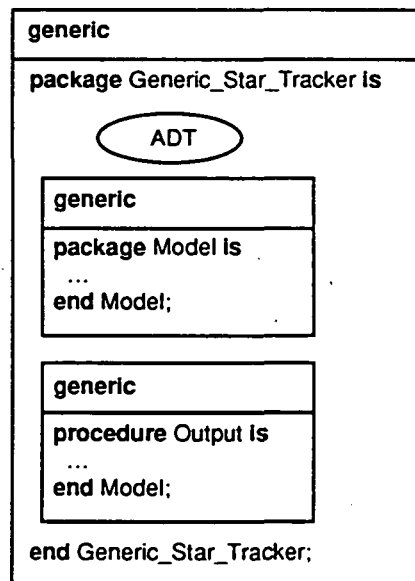 generic
package Generic_Star_Tracker is
ADT
generic
package Model is
...
end Model;
generic
procedure Output is
...
end Model;
end Generic_Star_Tracker;